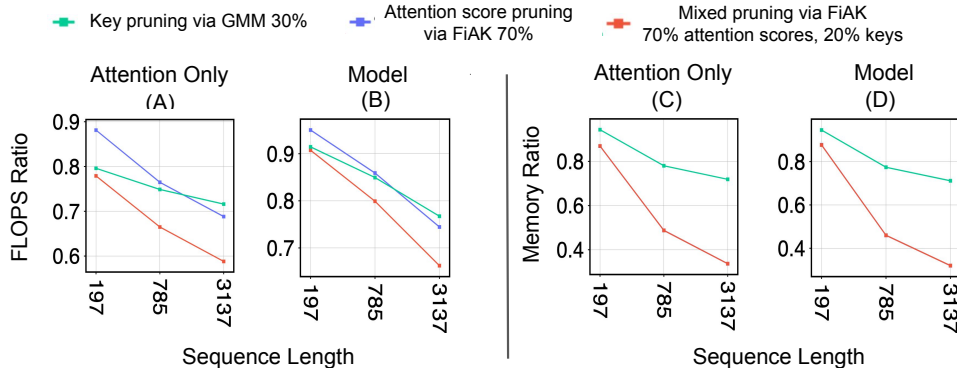 Key pruning via GMM 30%
Attention score pruning
via FiAK 70%
Mixed pruning via FiAK
70% attention scores, 20% keys
Attention Only
(A)
Model
(B)
Attention Only
(C)
Model
(D)
FLOPS Ratio
0.9
0.8
0.7
0.6
197
785
3137
0.9
0.8
0.7
197
785
3137
Sequence Length
Memory Ratio
0.8
0.6
0.4
197
785
3137
0.8
0.6
0.4
197
785
3137
Sequence Length